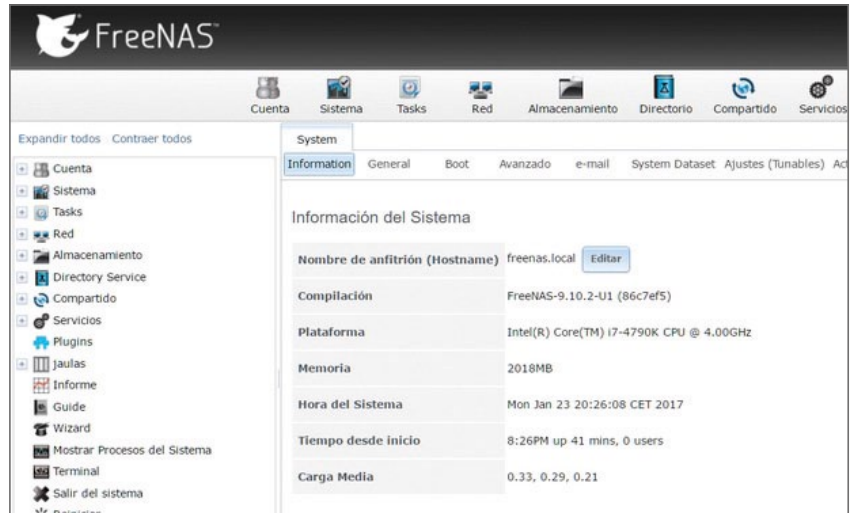 FreeNAS™
Cuenta Sistema Tasks Red Almacenamiento Directorio Compartido Servicios
Expandir todos Contraer todos
Cuenta
Sistema
Tasks
Red
Almacenamiento
Directory Service
Compartido
Servicios
Plugins
jaulas
Informe
Guide
Wizard
Mostrar Procesos del Sistema
Terminal
Salir del sistema
System
Information General Boot Avanzado e-mail System Dataset Ajustes (Tunables)
Información del Sistema
Nombre de anfitrión (Hostname) freenas.local Editar
Compilación FreeNAS-9.10.2-U1 (86c7ef5)
Plataforma Intel(R) Core(TM) i7-4790K CPU @ 4.00GHz
Memoria 2018MB
Hora del Sistema Mon Jan 23 20:26:08 CET 2017
Tiempo desde inicio 8:26PM up 41 mins, 0 users
Carga Media 0.33, 0.29, 0.21